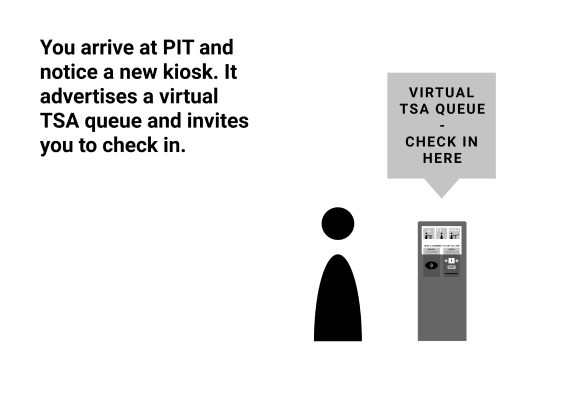 You arrive at PIT and
notice a new kiosk. It
advertises a virtual
TSA queue and invites
you to check in.
VIRTUAL
TSA QUEUE
-
CHECK IN
HERE